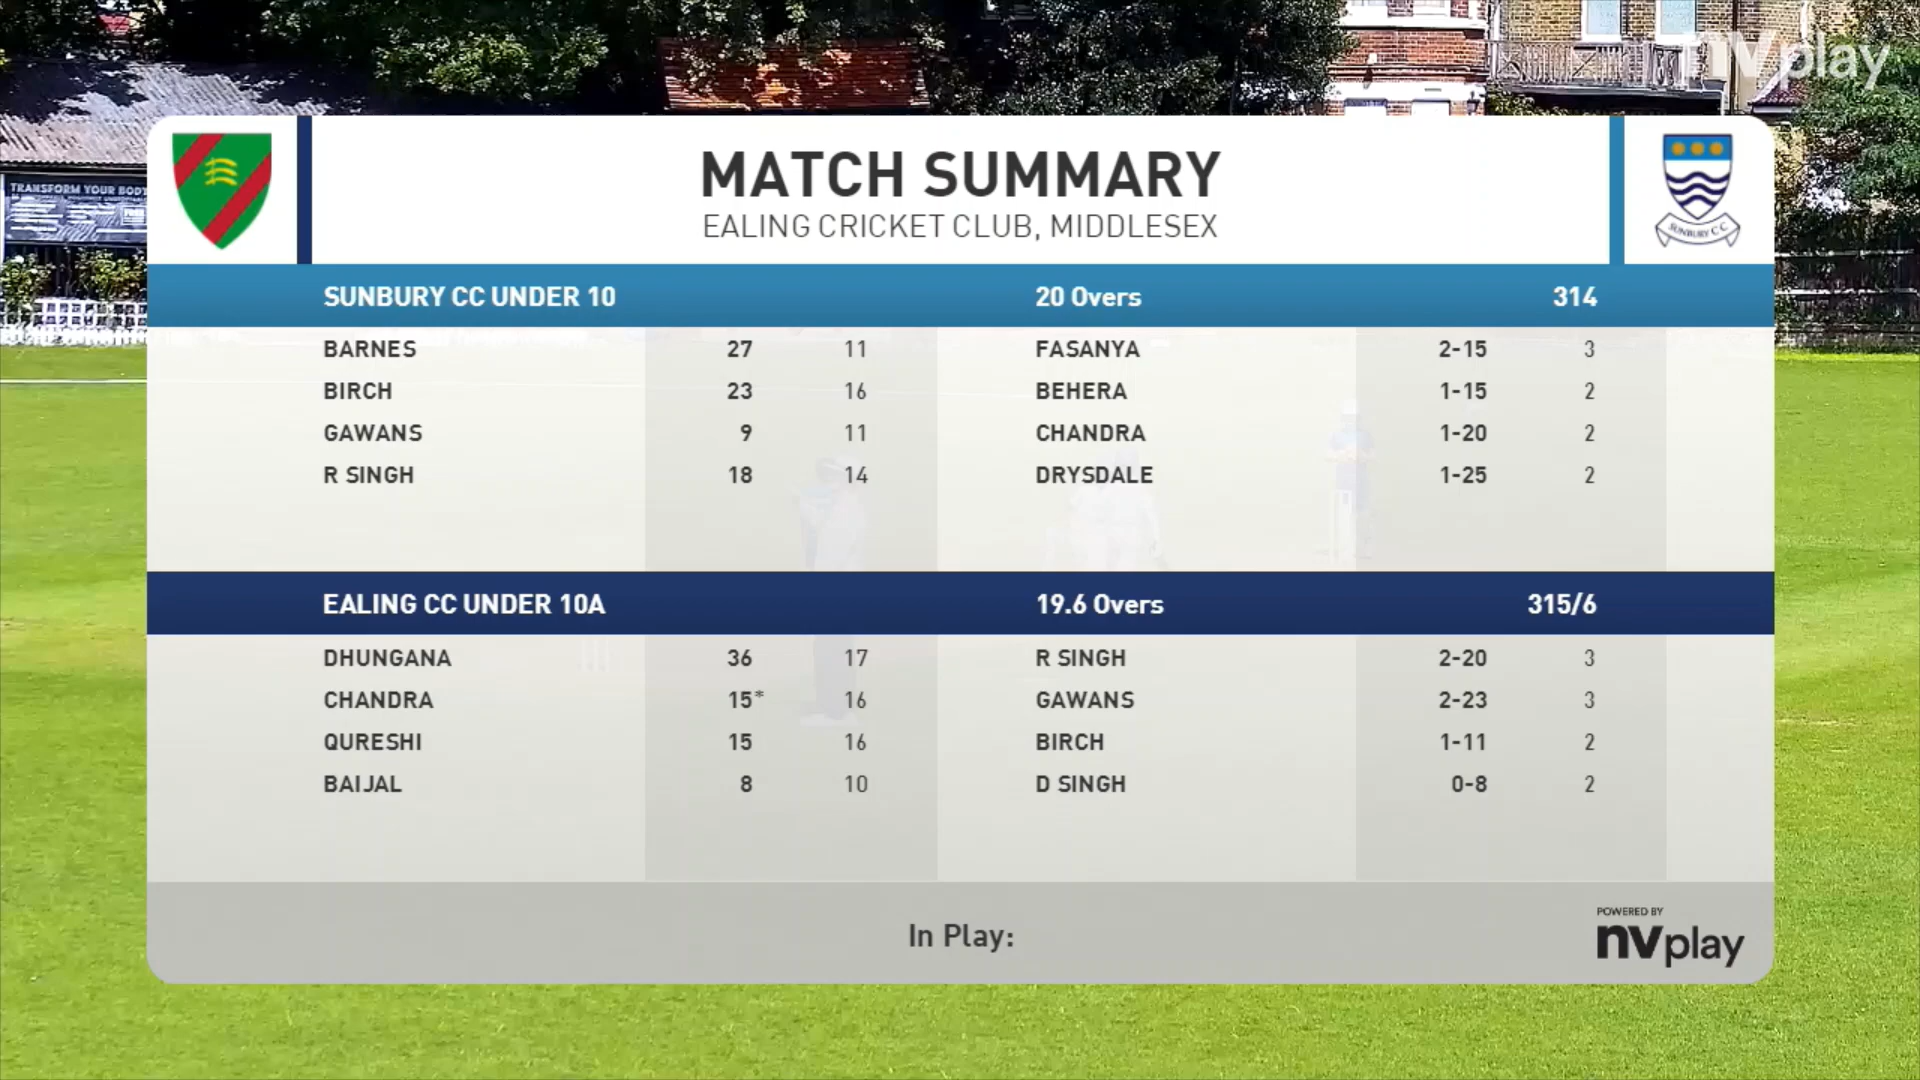 nvplay
TRANSFORM YOUR BODY
MATCH SUMMARY
EALING CRICKET CLUB, MIDDLESEX
SUNBURY CC
SUNBURY CC UNDER 10 20 Overs 314
BARNES 27 11 FASANYA 2-15 3
BIRCH 23 16 BEHERA 1-15 2
GAWANS 9 11 CHANDRA 1-20 2
R SINGH 18 14 DRYSDALE 1-25 2
EALING CC UNDER 10A 19.6 Overs 315/6
DHUNGANA 36 17 R SINGH 2-20 3
CHANDRA 15* 16 GAWANS 2-23 3
QURESHI 15 16 BIRCH 1-11 2
BAIJAL 8 10 D SINGH 0-8 2
In Play:
POWERED BY
nvplay